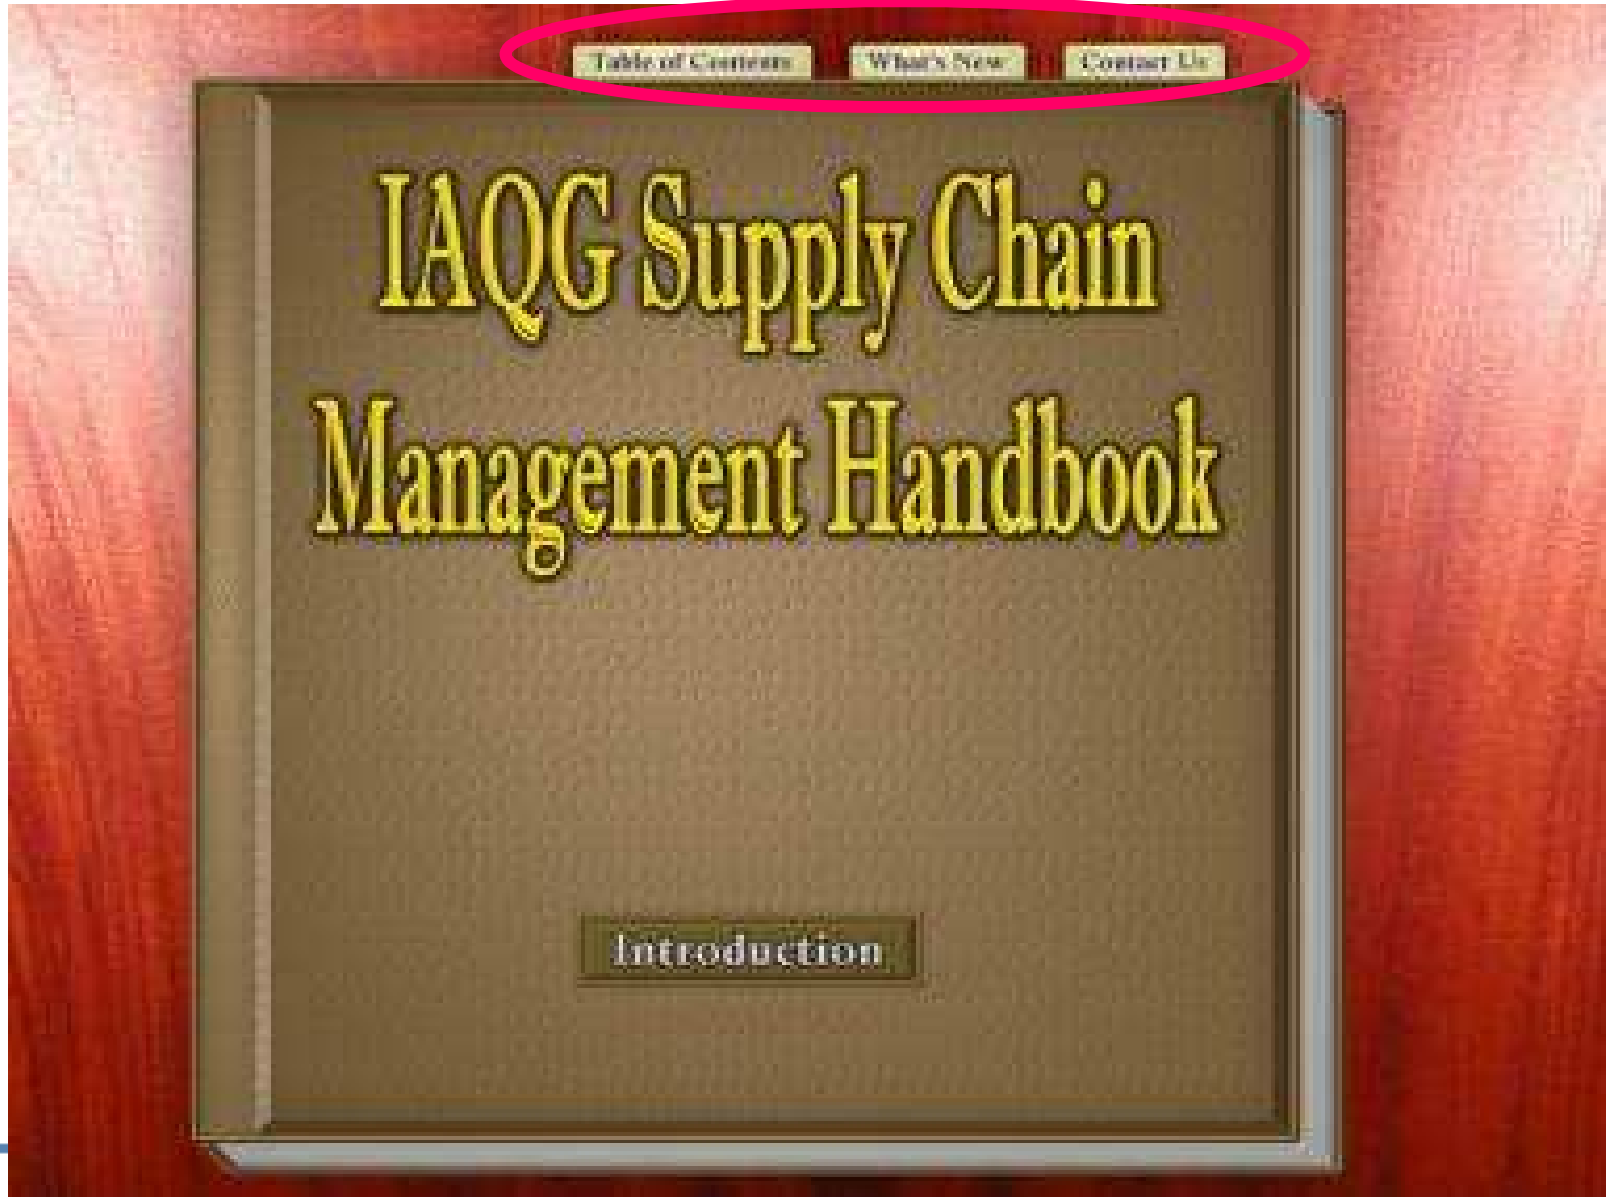 Table of Contents What's New Contact Us
IAQG Supply Chain
Management Handbook
Introduction